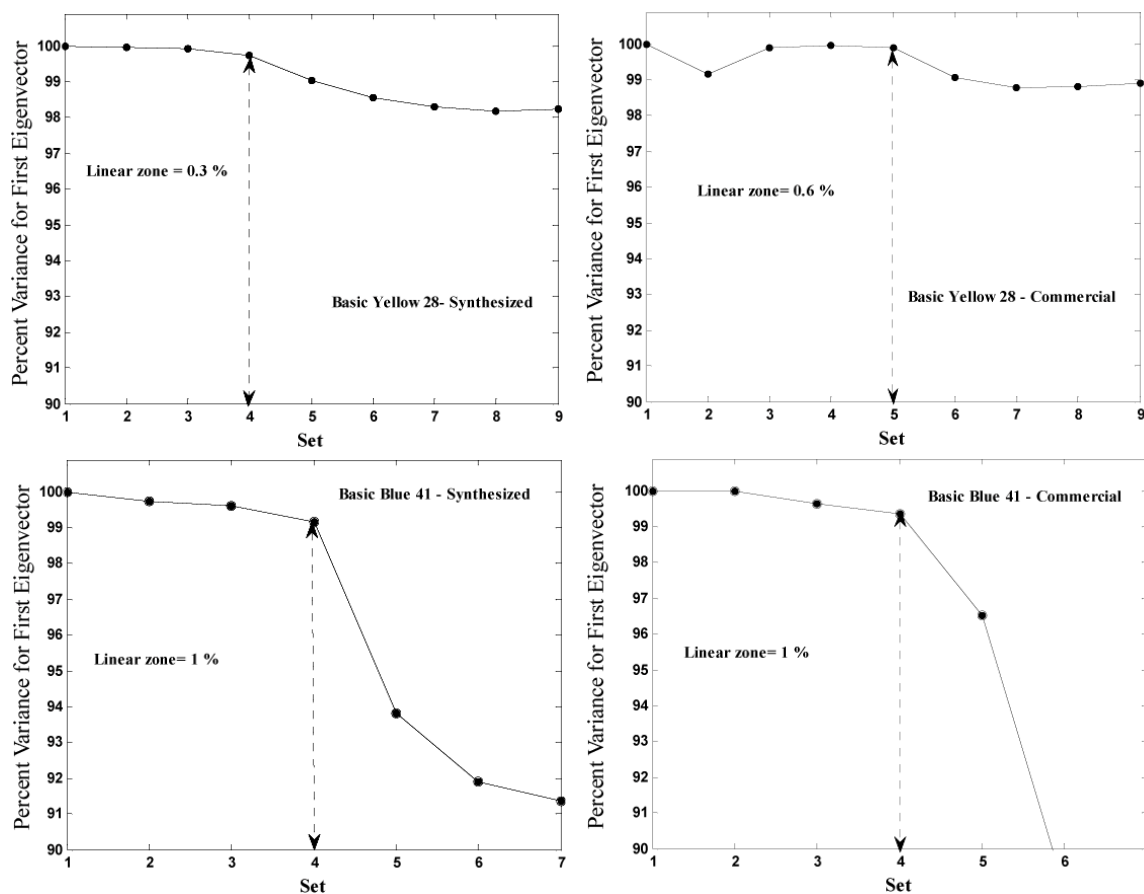 Percent Variance for First Eigenvector
100
99
98
97
96
95
94
93
92
91
90
Linear zone = 0.3 %
Basic Yellow 28- Synthesized
1 2 3 4 5 6 7 8 9
Set
Percent Variance for First Eigenvector
100
99
98
97
96
95
94
93
92
91
90
Linear zone= 0.6 %
Basic Yellow 28 - Commercial
1 2 3 4 5 6 7 8 9
Set
Percent Variance for First Eigenvector
100
99
98
97
96
95
94
93
92
91
90
Basic Blue 41 - Synthesized
Linear zone= 1 %
1 2 3 4 5 6 7
Set
Percent Variance for First Eigenvector
100
99
98
97
96
95
94
93
92
91
90
Basic Blue 41 - Commercial
Linear zone= 1 %
1 2 3 4 5 6
Set